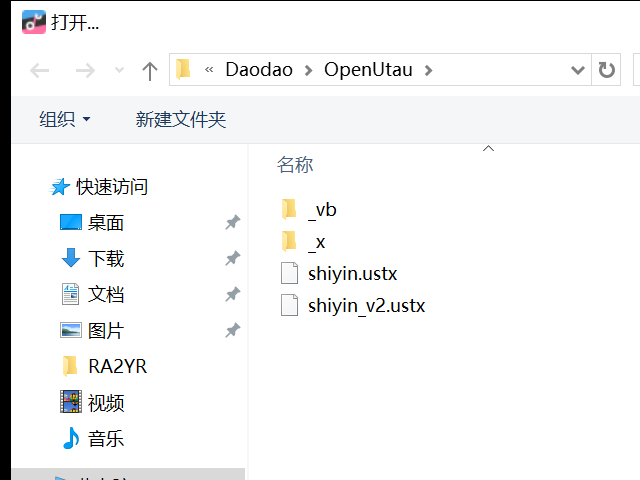 打开...
« Daodao › OpenUtau ›
组织 新建文件夹
名称
快速访问
桌面
下载
文档
图片
RA2YR
视频
音乐
_vb
_x
shiyin.ustx
shiyin_v2.ustx